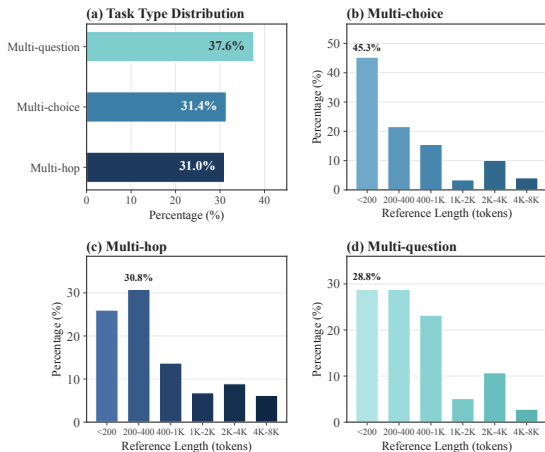 (a) Task Type Distribution
Multi-question
37.6%
Multi-choice
31.4%
Multi-hop
31.0%
0 10 20 30 40
Percentage (%)
(b) Multi-choice
50
40
30
20
10
0
Percentage (%)
45.3%
<200 200-400 400-1K 1K-2K 2K-4K 4K-8K
Reference Length (tokens)
(c) Multi-hop
30
20
10
0
Percentage (%)
30.8%
<200 200-400 400-1K 1K-2K 2K-4K 4K-8K
Reference Length (tokens)
(d) Multi-question
30
20
10
0
Percentage (%)
28.8%
<200 200-400 400-1K 1K-2K 2K-4K 4K-8K
Reference Length (tokens)